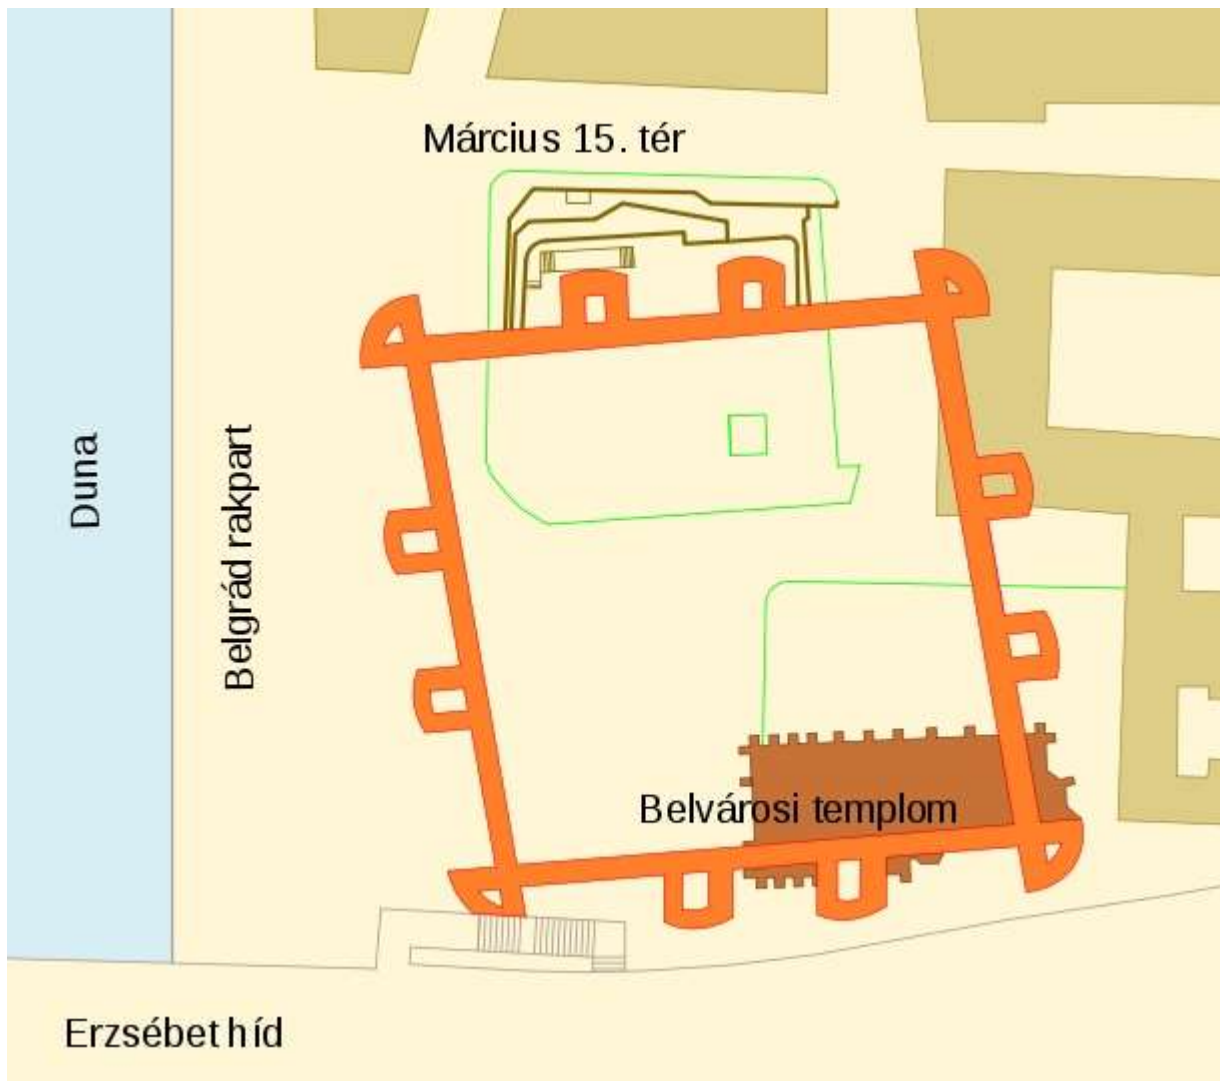 Március 15. tér
Duna
Belgrád rakpart
Belvárosi templom
Erzsébet híd